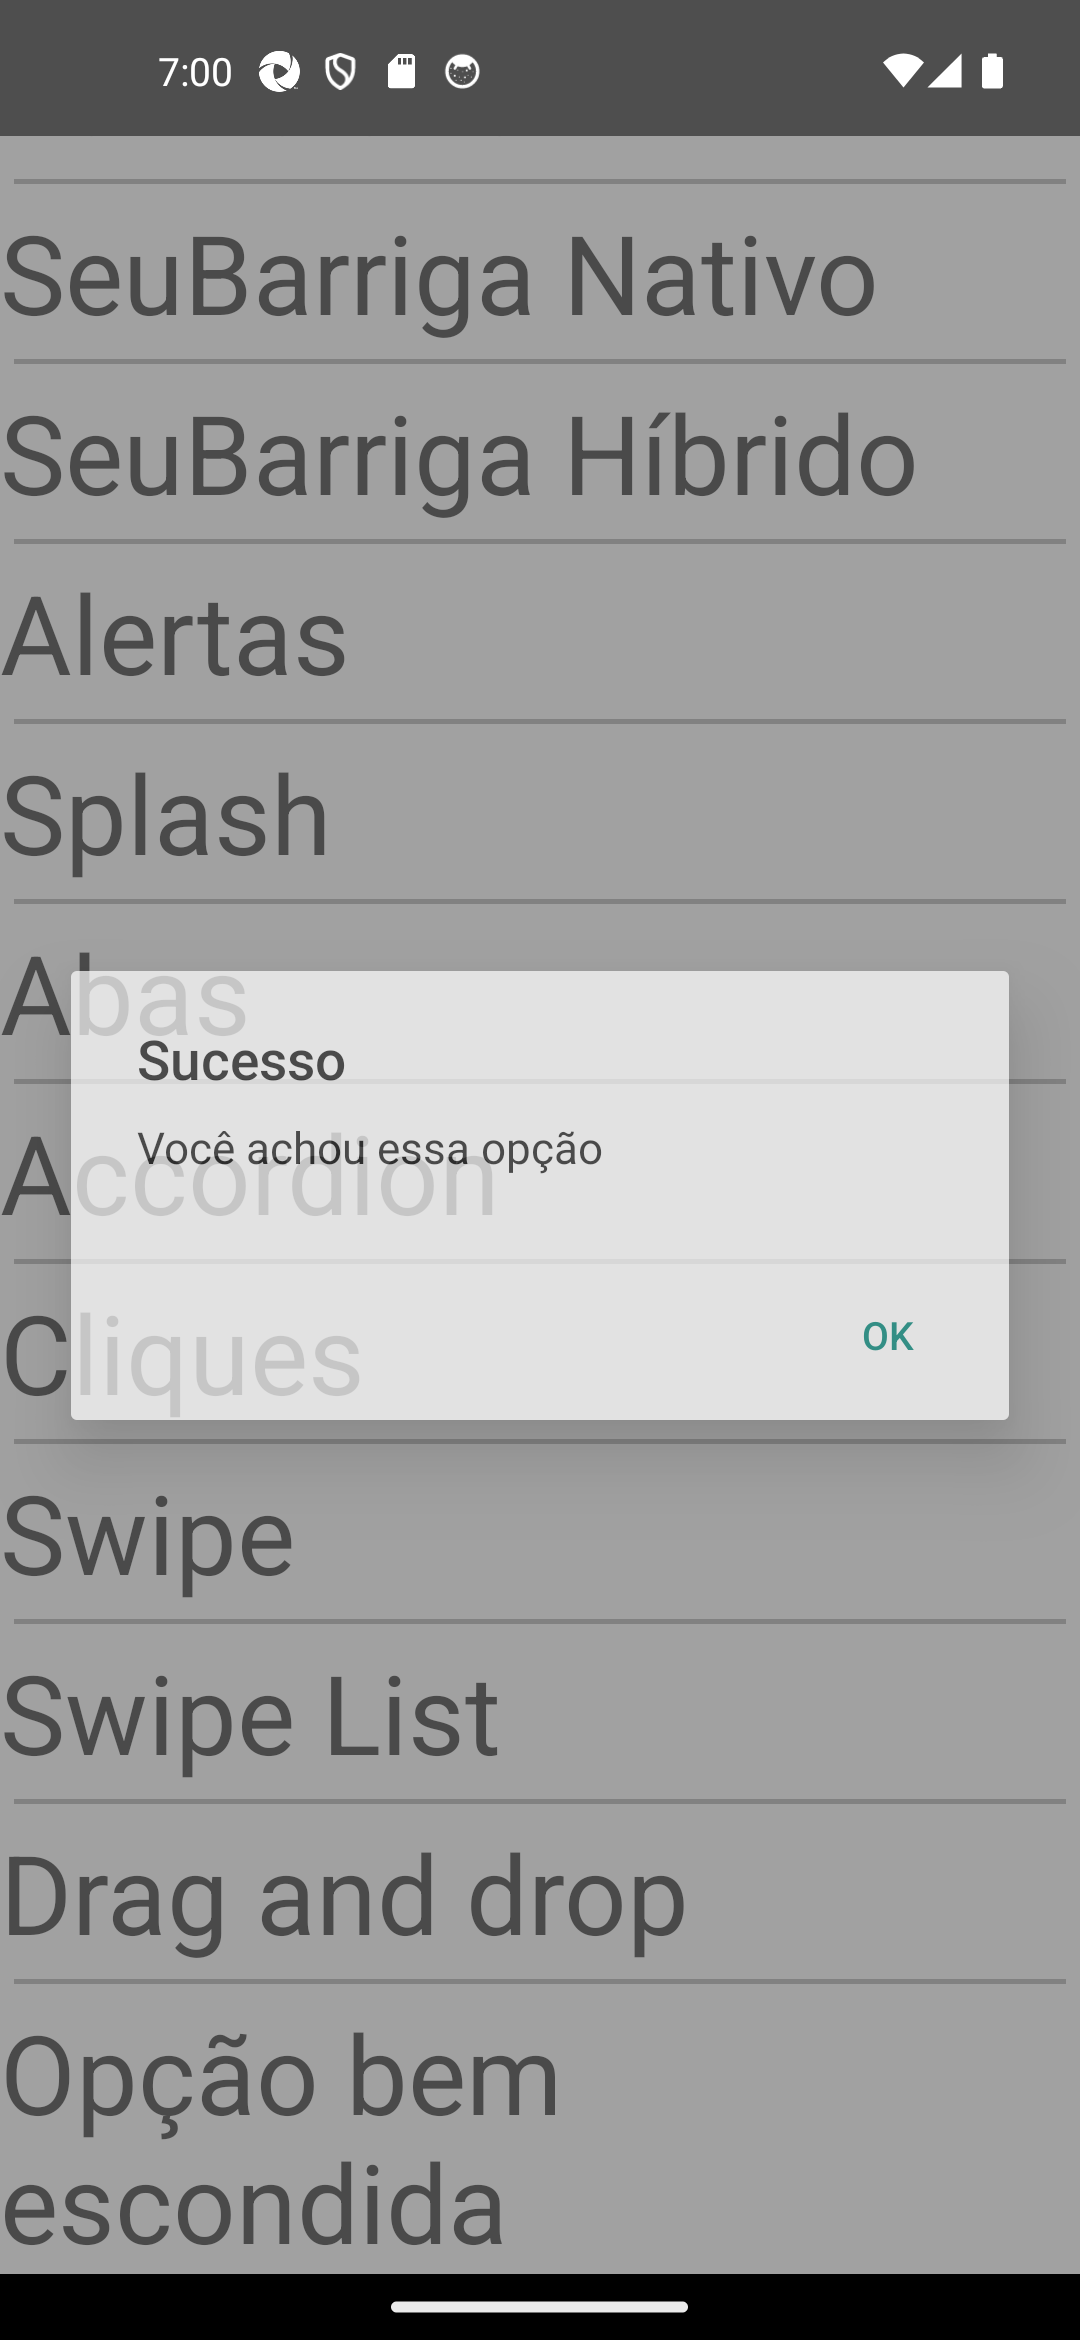 7:00
SeuBarriga Nativo
SeuBarriga Híbrido
Alertas
Splash
Abas
Sucesso
Você achou essa opção
Accordion
OK
Cliques
Swipe
Swipe List
Drag and drop
Opção bem
escondida